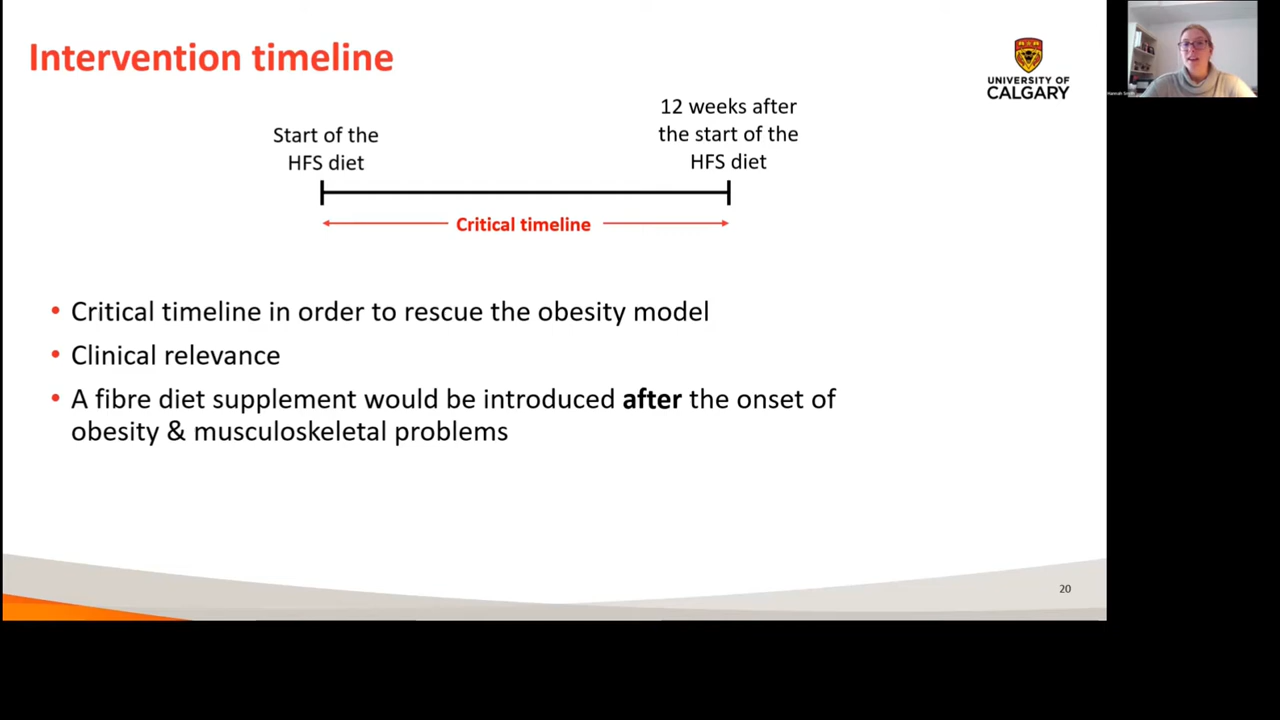 Intervention timeline
UNIVERSITY OF
CALGARY
Start of the
HFS diet
12 weeks after
the start of the
HFS diet
Critical timeline
• Critical timeline in order to rescue the obesity model
• Clinical relevance
• A fibre diet supplement would be introduced after the onset of
obesity & musculoskeletal problems
20